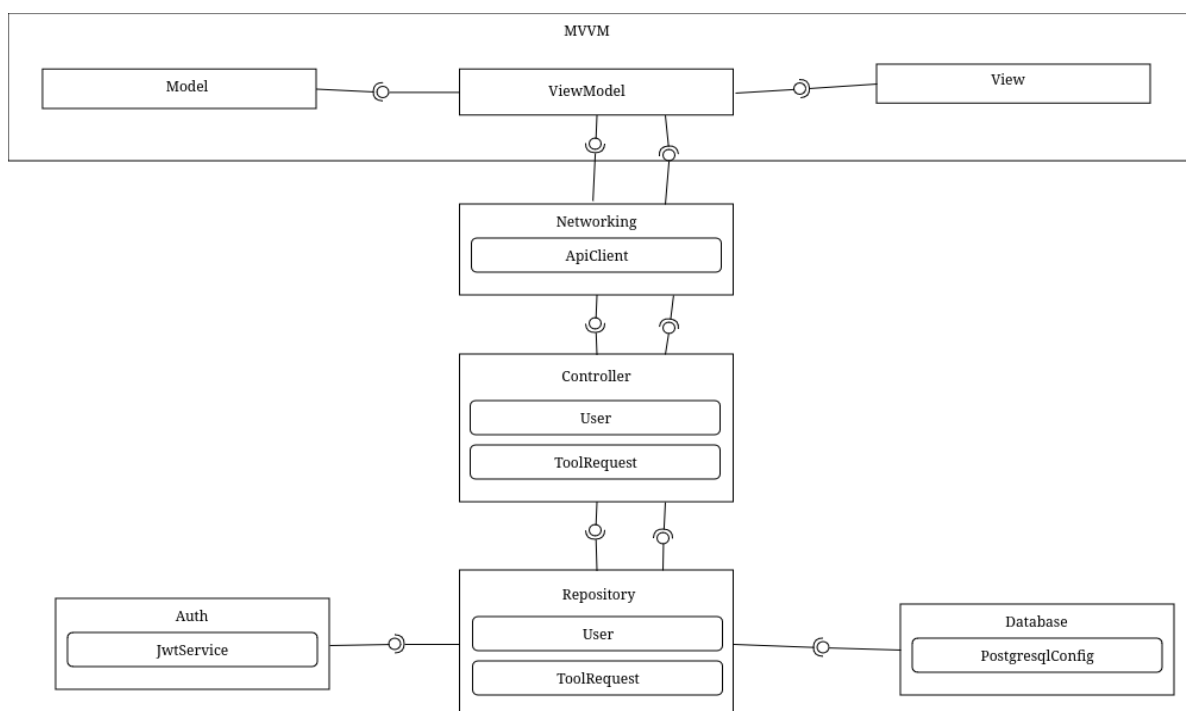 MVVM
Model
ViewModel
View
Networking
ApiClient
Controller
User
ToolRequest
Repository
User
ToolRequest
Auth
JwtService
Database
PostgresqlConfig